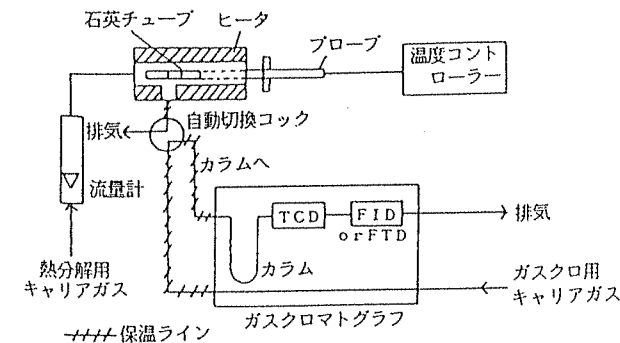 石英チューブ
ヒータ
プローブ
温度コント
ローラー
排気
自動切換コック
カラムへ
流量計
TCD
FID
orFTD
排気
カラム
熱分解用
キャリアガス
ガスクロ用
キャリアガス
ガスクロマトグラフ
保温ライン